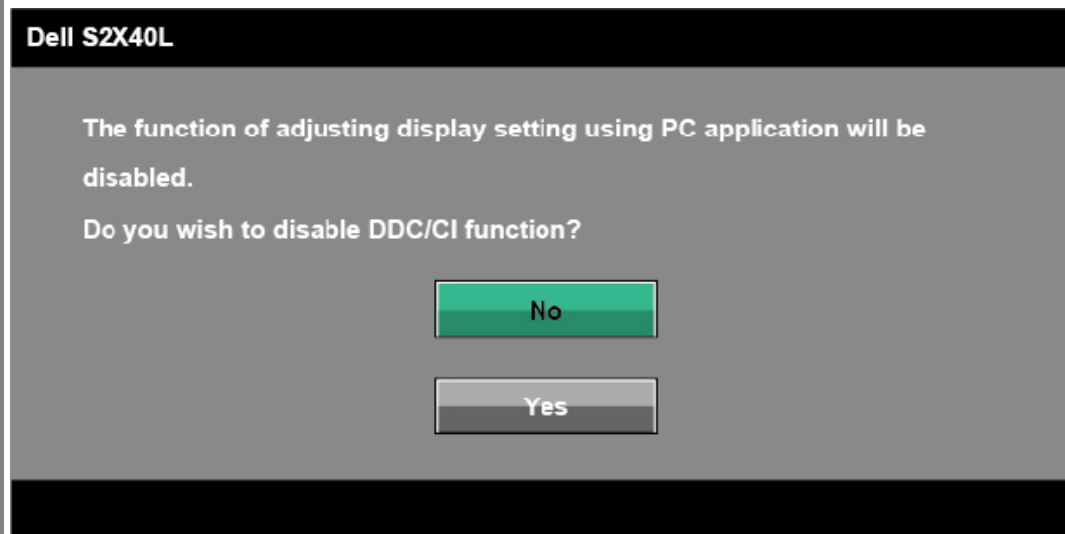 Dell S2X40L
The function of adjusting display setting using PC application will be
disabled.
Do you wish to disable DDC/CI function?
No
Yes